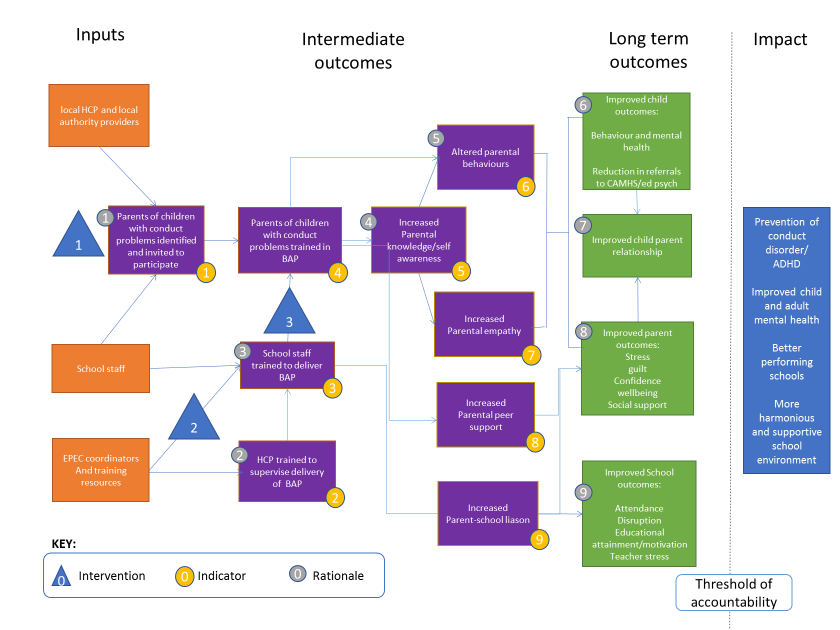 Inputs
Intermediate
outcomes
Long term
outcomes
Impact
local HCP and local
authority providers
1
1
Parents of children
with conduct
problems identified
and invited to
participate
1
School staff
EPEC coordinators
And training
resources
2
3
Parents of children
with conduct
problems trained in
BAP
4
3
School staff
trained to deliver
BAP
3
2
HCP trained to
supervise delivery
of BAP
2
4
Increased
Parental
knowledge/self
awareness
5
5
Altered parental
behaviours
6
Increased
Parental empathy
7
Increased
Parental peer
support
8
Increased
Parent-school liason
9
6
Improved child
outcomes:
Behaviour and mental
health
Reduction in referrals
to CAMHS/ed psych
7
Improved child parent
relationship
8
Improved parent
outcomes:
Stress
guilt
Confidence
wellbeing
Social support
9
Improved School
outcomes:
Attendance
Disruption
Educational
attainment/motivation
Teacher stress
Prevention of
conduct
disorder/
ADHD
Improved child
and adult
mental health
Better
performing
schools
More
harmonious
and supportive
school
environment
KEY:
0 Intervention
0 Indicator
0 Rationale
Threshold of
accountability